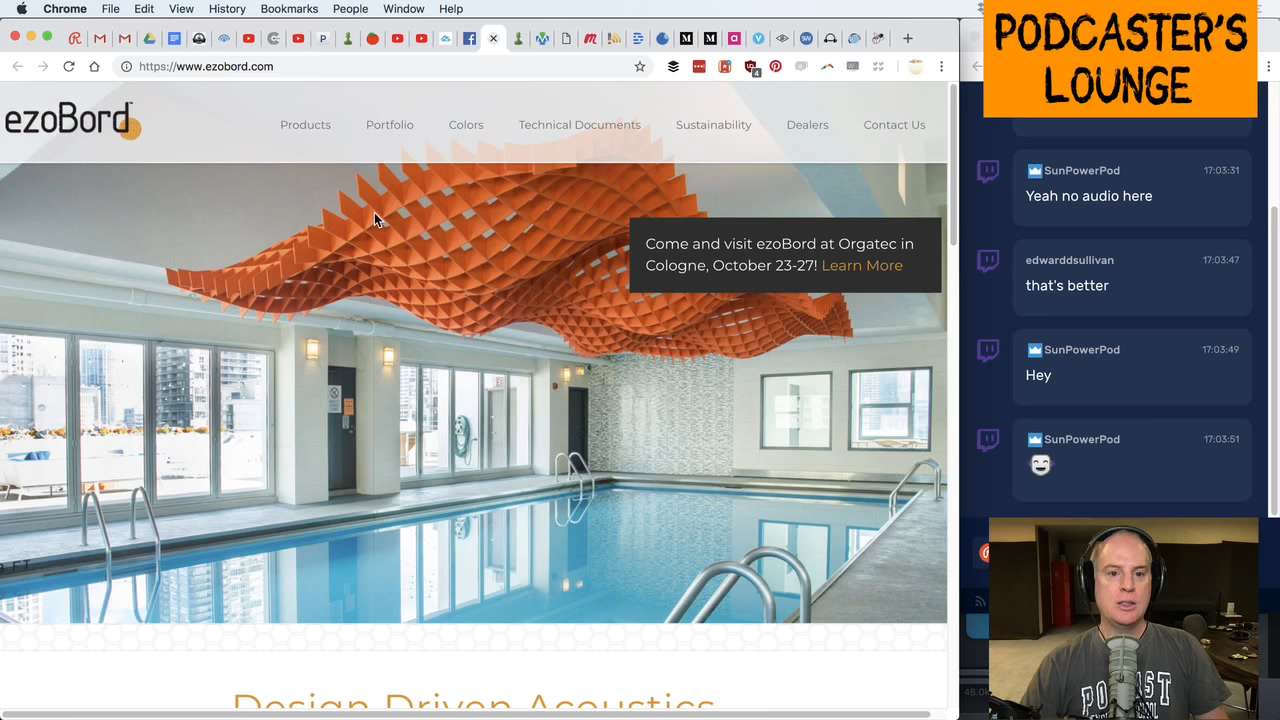 Chrome File Edit View History Bookmarks People Window Help
https://www.ezobord.com
4
PODCASTER'S
LOUNGE
ezoBord
Products Portfolio Colors Technical Documents Sustainability Dealers Contact Us
Come and visit ezoBord at Orgatec in
Cologne, October 23-27! Learn More
Design Driven Acoustics
SunPowerPod 17:03:31
Yeah no audio here
edwarddsullivan 17:03:47
that's better
SunPowerPod 17:03:49
Hey
SunPowerPod 17:03:51
48.0k